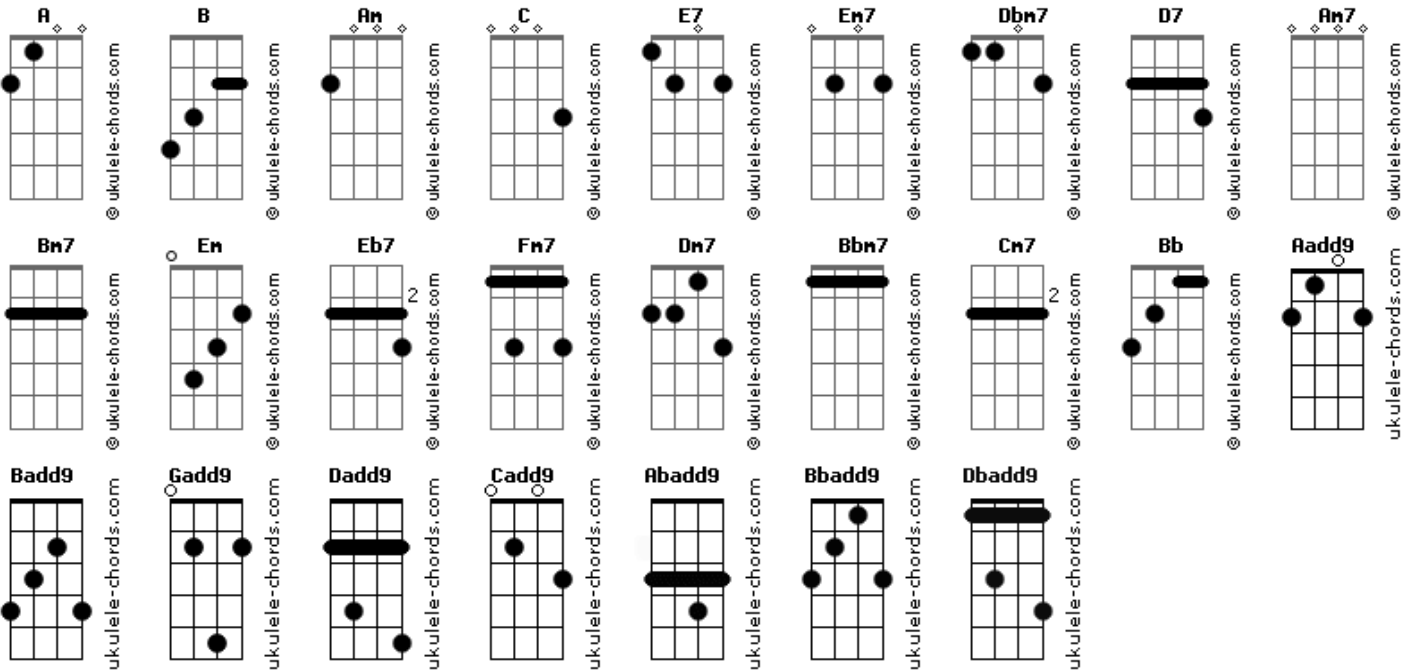 A B Am C E7 Em7 Dbm7 D7 Am7
© ukulele-chords.com © ukulele-chords.com © ukulele-chords.com © ukulele-chords.com © ukulele-chords.com © ukulele-chords.com © ukulele-chords.com © ukulele-chords.com © ukulele-chords.com
Bm7 Em Eb7 Fm7 Dm7 Bbm7 Cm7 Bb Aadd9
2 2
© ukulele-chords.com © ukulele-chords.com © ukulele-chords.com © ukulele-chords.com © ukulele-chords.com © ukulele-chords.com © ukulele-chords.com © ukulele-chords.com ukulele-chords.com
Badd9 Gadd9 Dadd9 Cadd9 Abadd9 Bbadd9 Dbadd9
ukulele-chords.com ukulele-chords.com ukulele-chords.com ukulele-chords.com ukulele-chords.com ukulele-chords.com ukulele-chords.com